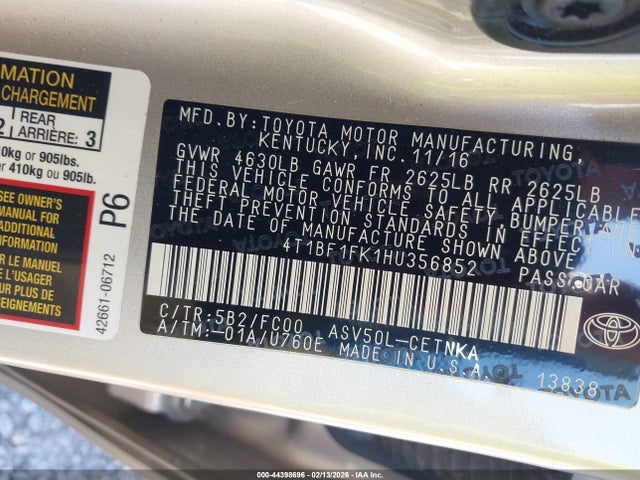 MATION
CHARGEMENT
2 REAR
ARRIÈRE: 3
0kg or 905lbs.
er 410kg ou 905lb.
SEE OWNER'S
MANUAL FOR
ADDITIONAL
LE MANUEL
PLUS DE
SEIGNEMENTS
42661-06712
P6
MFD.BY:TOYOTA MOTOR MANUFACTURING,
KENTUCKY,INC.11/16
GVWR 4630LB GAWR FR 2625LB RR 2625LB
THIS VEHICLE CONFORMS TO ALL APPLICABLE
FEDERAL MOTOR VEHICLE SAFETY, BUMPER, AND
THEFT PREVENTION STANDARDS IN EFFECT ON
THE DATE OF MANUFACTURE SHOWN ABOVE.
4T1BF1FK1HU356852 PASS.CAR
C/TR:5B2/FC00 ASV50L-CETNKA
A/TM:-01A/U760E MADE IN U.S.A.
13838
TOYOTA
000-44398696 - 02/13/2026 - IAA Inc.